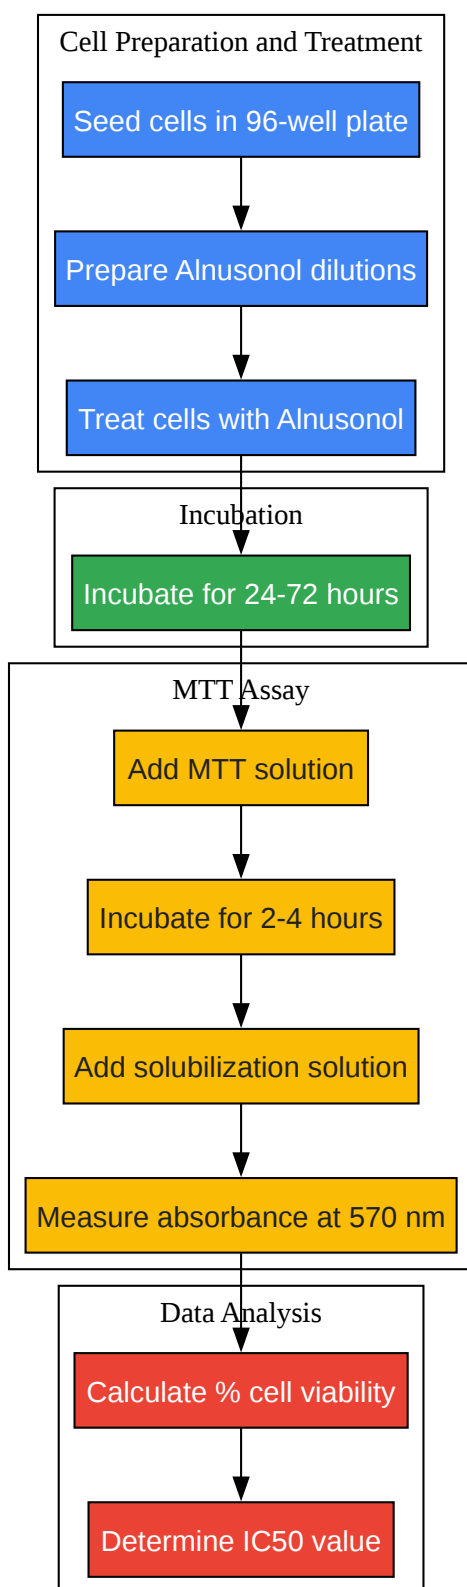 Cell Preparation and Treatment
Seed cells in 96-well plate
Prepare Alnusonol dilutions
Treat cells with Alnusonol
Incubation
Incubate for 24-72 hours
MTT Assay
Add MTT solution
Incubate for 2-4 hours
Add solubilization solution
Measure absorbance at 570 nm
Data Analysis
Calculate % cell viability
Determine IC50 value